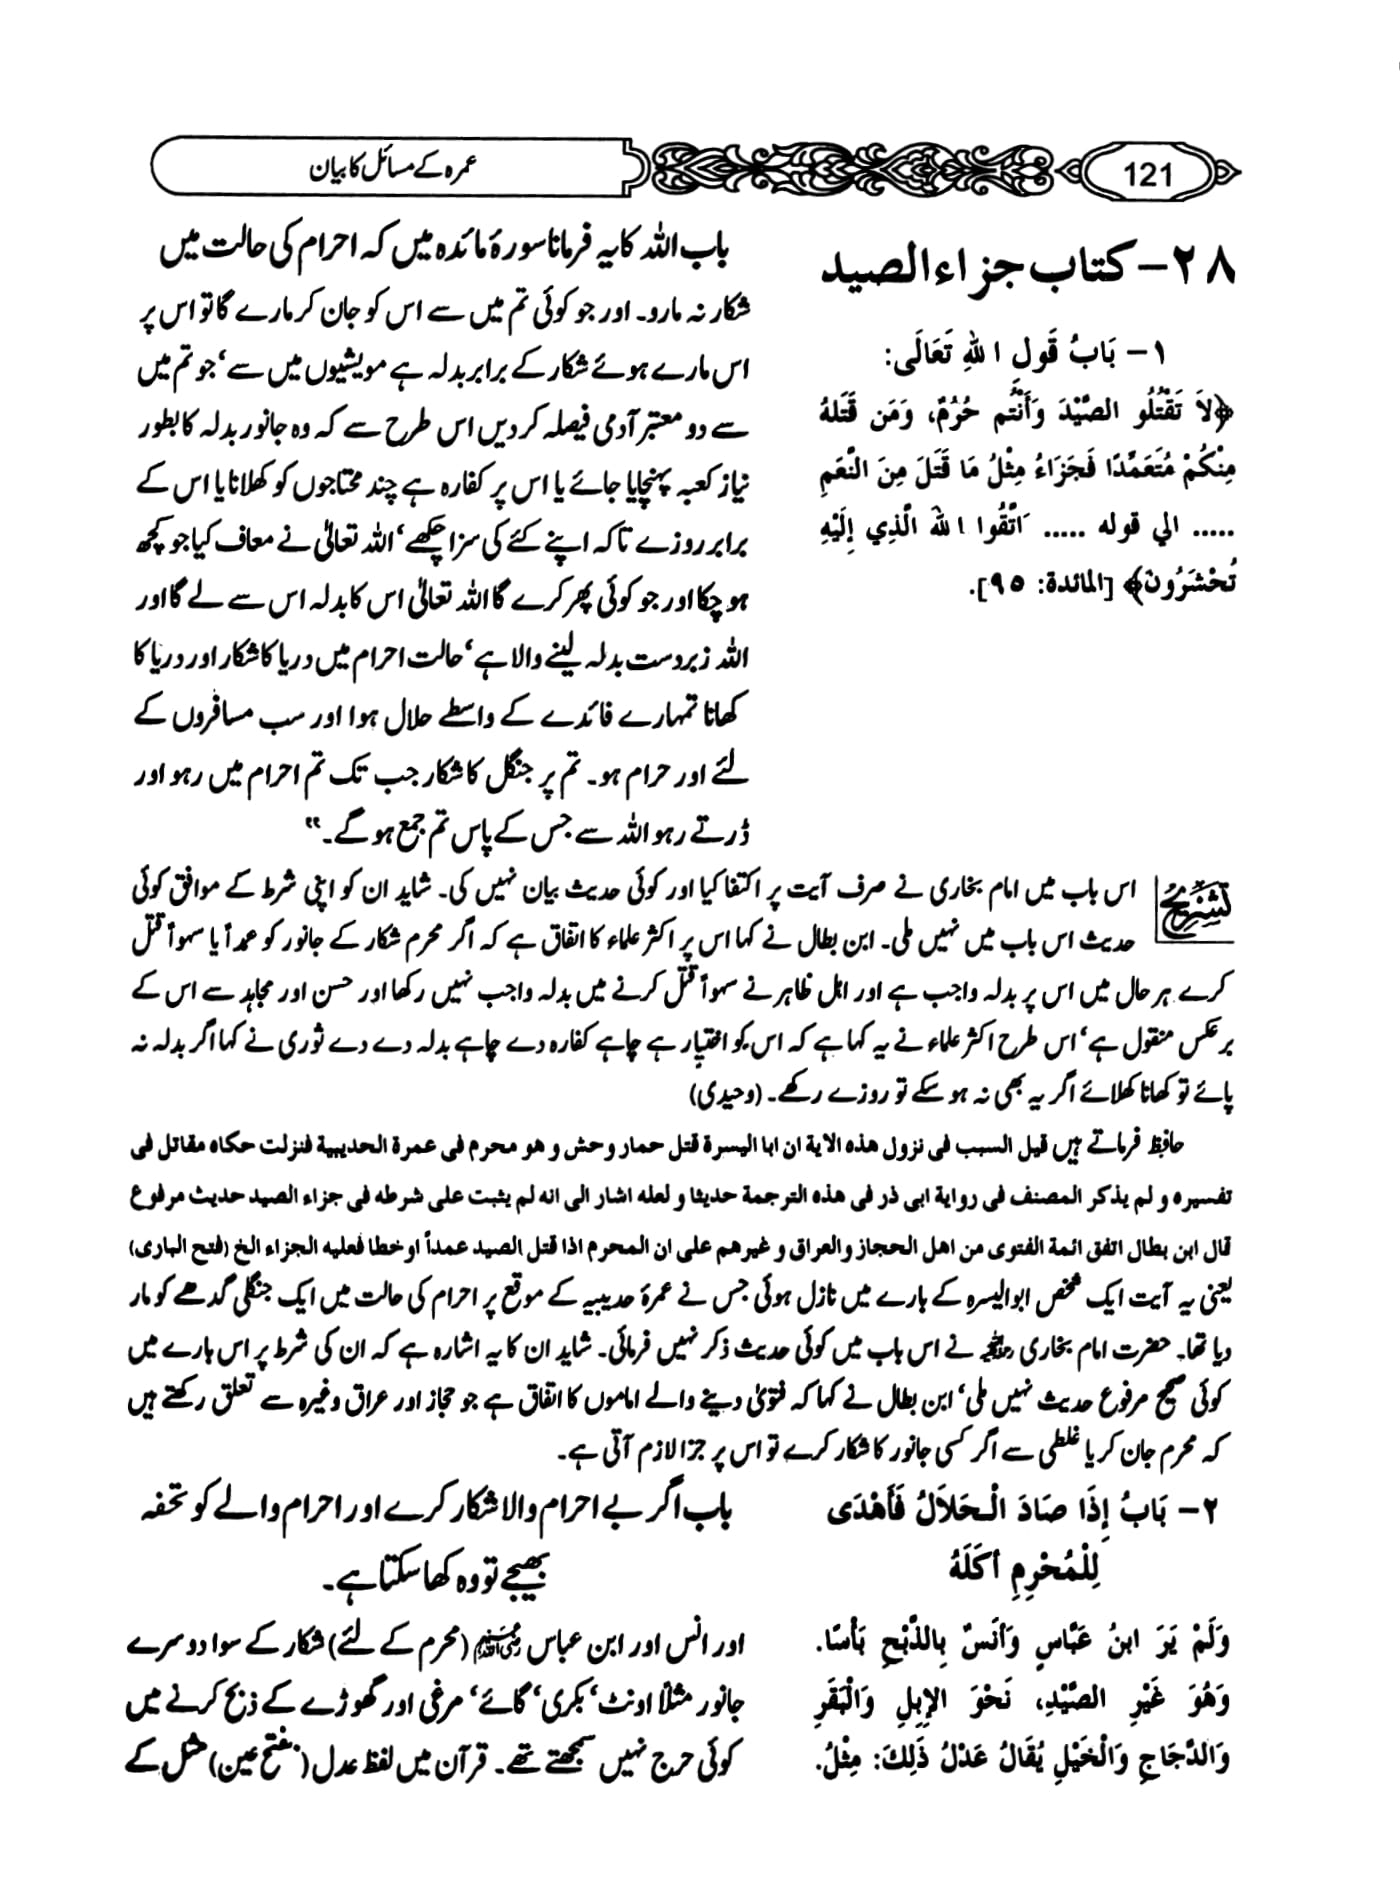 121
عمرہ کے مسائل کا بیان
۲۸ – کتاب جزاء الصيد
۱ – بَابُ قَولِ اللهِ تَعَالَى:
﴿لاَ تَقْتُلُو الصَّيْدَ وَأَنْتُم حُرُمٌ، وَمَن قَتَلَهُ
مِنْكُمْ مُتَعَمِّدًا فَجَزَاءُ مِثْلُ مَا قَتَلَ مِنَ النَّعَمِ
..... الي قوله ..... اتَّقُوا اللهَ الَّذِي إِلَيْهِ
تُحْشَرُونَ﴾ [المائدة: ٩٥].
باب اللہ کا یہ فرمانا سورۂ مائدہ میں کہ احرام کی حالت میں
شکار نہ مارو۔ اور جو کوئی تم میں سے اس کو جان کر مارے گا تو اس پر
اس مارے ہوئے شکار کے برابر بدلہ ہے مویشیوں میں سے‘ جو تم میں
سے دو معتبر آدمی فیصلہ کر دیں اس طرح سے کہ وہ جانور بدلہ کا بطور
نیاز کعبہ پہنچایا جائے یا اس پر کفارہ ہے چند محتاجوں کو کھلانا یا اس کے
برابر روزے تاکہ اپنے کئے کی سزا چکھے‘ اللہ تعالیٰ نے معاف کیا جو کچھ
ہو چکا اور جو کوئی پھر کرے گا اللہ تعالیٰ اس کا بدلہ اس سے لے گا اور
اللہ زبردست بدلہ لینے والا ہے‘ حالت احرام میں دریا کا شکار اور دریا کا
کھانا تمہارے فائدے کے واسطے حلال ہوا اور سب مسافروں کے
لئے اور حرام ہو۔ تم پر جنگل کا شکار جب تک تم احرام میں رہو اور
ڈرتے رہو اللہ سے جس کے پاس تم جمع ہو گے۔"
تشریح اس باب میں امام بخاری نے صرف آیت پر اکتفا کیا اور کوئی حدیث بیان نہیں کی۔ شاید ان کو اپنی شرط کے موافق کوئی
حدیث اس باب میں نہیں ملی۔ ابن بطال نے کہا اس پر اکثر علماء کا اتفاق ہے کہ اگر محرم شکار کے جانور کو عمداً یا سہواً قتل
کرے ہر حال میں اس پر بدلہ واجب ہے اور اہل ظاہر نے سہواً قتل کرنے میں بدلہ واجب نہیں رکھا اور حسن اور مجاہد سے اس کے
برعکس منقول ہے‘ اس طرح اکثر علماء نے یہ کہا ہے کہ اس کو اختیار ہے چاہے کفارہ دے چاہے بدلہ دے دے ثوری نے کہا اگر بدلہ نہ
پائے تو کھانا کھلائے اگر یہ بھی نہ ہو سکے تو روزے رکھے۔ (وحیدی)
حافظ فرماتے ہیں قیل السبب فی نزول ھذہ الایة ان ابا الیسرة قتل حمار وحش و ھو محرم فی عمرة الحدیبیة فنزلت حکاہ مقاتل فی
تفسیرہ و لم یذکر المصنف فی روایة ابی ذر فی ھذہ الترجمة حدیثا و لعلہ اشار الی انہ لم یثبت علی شرطہ فی جزاء الصید حدیث مرفوع
قال ابن بطال اتفق ائمة الفتوی من اھل الحجاز والعراق و غیرھم علی ان المحرم اذا قتل الصید عمداً او خطا فعلیہ الجزاء الخ (فتح الباری)
یعنی یہ آیت ایک شخص ابوالیسرہ کے بارے میں نازل ہوئی جس نے عمرۂ حدیبیہ کے موقع پر احرام کی حالت میں ایک جنگلی گدھے کو مار
دیا تھا۔ حضرت امام بخاری رحمہ اللہ نے اس باب میں کوئی حدیث ذکر نہیں فرمائی۔ شاید ان کا یہ اشارہ ہے کہ ان کی شرط پر اس بارے میں
کوئی صحیح مرفوع حدیث نہیں ملی‘ ابن بطال نے کہا کہ فتویٰ دینے والے اماموں کا اتفاق ہے جو حجاز اور عراق وغیرہ سے تعلق رکھتے ہیں
کہ محرم جان کر یا غلطی سے اگر کسی جانور کا شکار کرے تو اس پر جزا لازم آتی ہے۔
۲ – بَابُ إِذَا صَادَ الْحَلاَلُ فَأَهْدَى
لِلْمُحْرِمِ أَكَلَهُ
وَلَمْ يَرَ ابنُ عَبَّاسٍ وَأَنَسٌ بِالذَّبْحِ بَأْسًا.
وَهُوَ غَيْرِ الصَّيْدِ، نَحْوَ الإِبِلِ وَالْبَقَرِ
وَالدَّجَاجِ وَالْخَيْلِ يُقَالُ عَدْلُ ذَلِكَ: مِثْلُ.
باب اگر بے احرام والا شکار کرے اور احرام والے کو تحفہ
بھیجے تو وہ کھا سکتا ہے۔
اور انس اور ابن عباس رضی اللہ عنہم (محرم کے لئے) شکار کے سوا دوسرے
جانور مثلاً اونٹ‘ بکری‘ گائے‘ مرغی اور گھوڑے کے ذبح کرنے میں
کوئی حرج نہیں سمجھتے تھے۔ قرآن میں لفظ عدل (بفتح عین) مثل کے